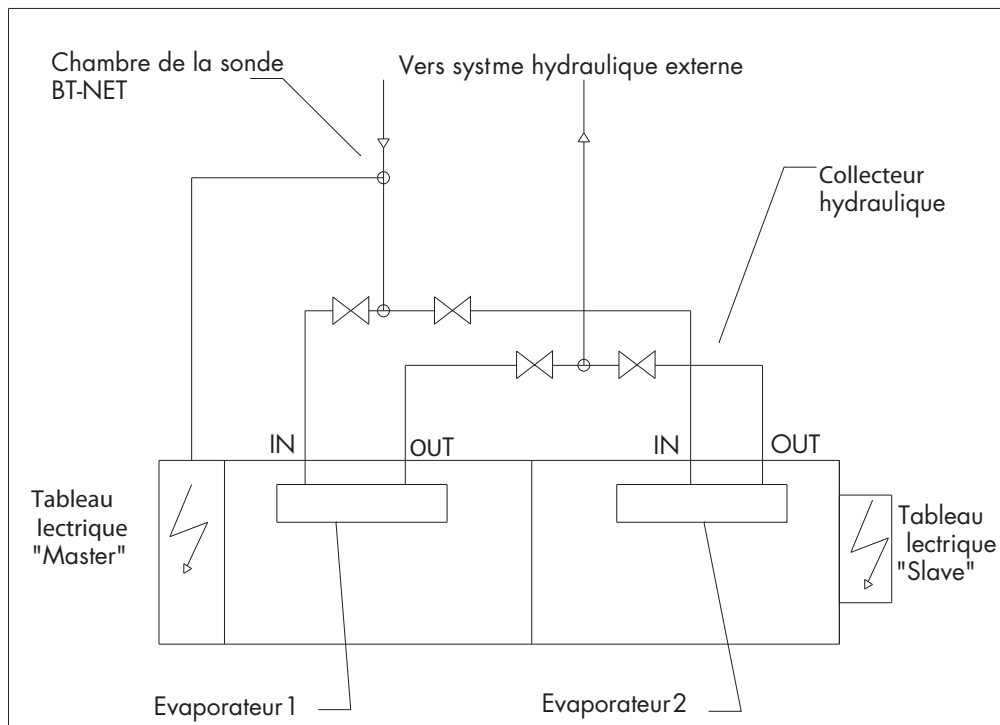 Chambre de la sonde
BT-NET
Vers systme hydraulique externe
Collecteur
hydraulique
IN
OUT
IN
OUT
Tableau
lectrique
"Master"
Tableau
lectrique
"Slave"
Evaporateur 1
Evaporateur 2